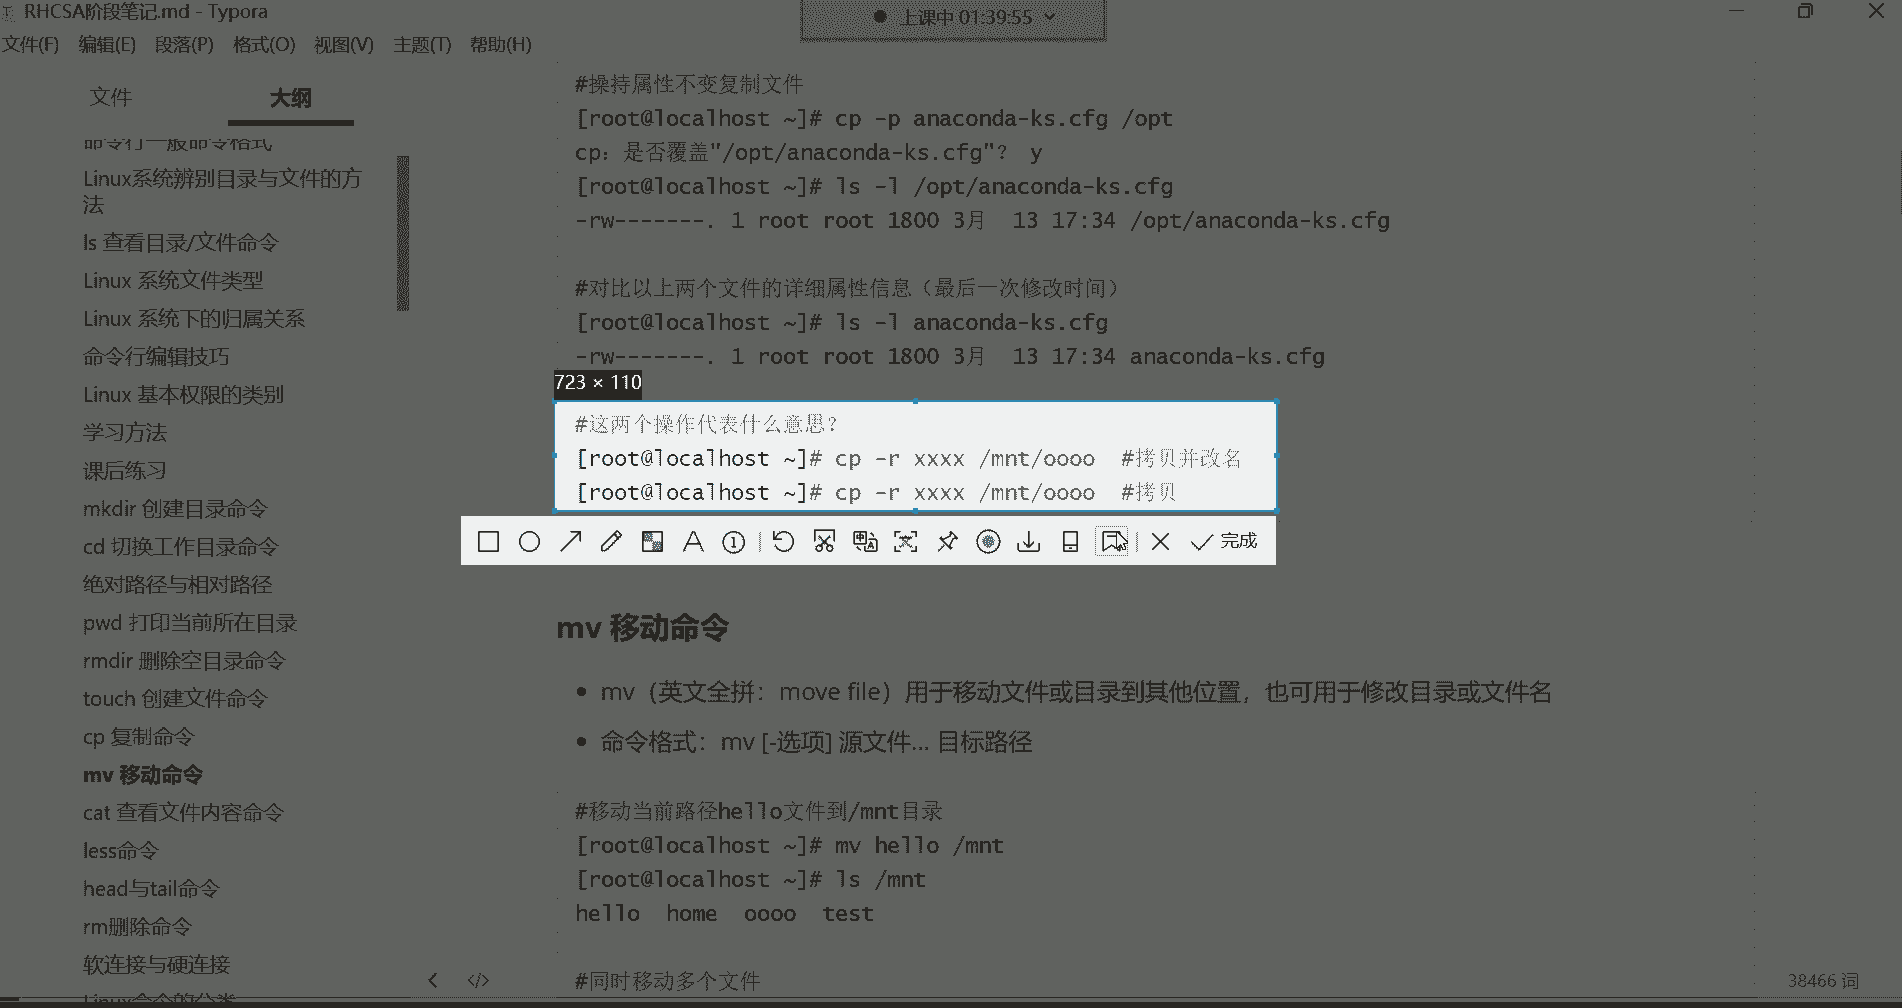 RHCSA阶段笔记.md - Typora
上课中 01:39:55
文件(F) 编辑(E) 段落(P) 格式(O) 视图(V) 主题(T) 帮助(H)
文件 大纲
命令行一般命令格式
Linux系统辨别目录与文件的方
法
ls 查看目录/文件命令
Linux 系统文件类型
Linux 系统下的归属关系
命令行编辑技巧
Linux 基本权限的类别
学习方法
课后练习
mkdir 创建目录命令
cd 切换工作目录命令
绝对路径与相对路径
pwd 打印当前所在目录
rmdir 删除空目录命令
touch 创建文件命令
cp 复制命令
mv 移动命令
cat 查看文件内容命令
less命令
head与tail命令
rm删除命令
软连接与硬连接
Linux命令的分类
#操持属性不变复制文件
[root@localhost ~]# cp -p anaconda-ks.cfg /opt
cp：是否覆盖"/opt/anaconda-ks.cfg"？ y
[root@localhost ~]# ls -l /opt/anaconda-ks.cfg
-rw-------. 1 root root 1800 3月  13 17:34 /opt/anaconda-ks.cfg
#对比以上两个文件的详细属性信息（最后一次修改时间）
[root@localhost ~]# ls -l anaconda-ks.cfg
-rw-------. 1 root root 1800 3月  13 17:34 anaconda-ks.cfg
723 × 110
#这两个操作代表什么意思？
[root@localhost ~]# cp -r xxxx /mnt/oooo  #拷贝并改名
[root@localhost ~]# cp -r xxxx /mnt/oooo  #拷贝
完成
mv 移动命令
• mv（英文全拼：move file）用于移动文件或目录到其他位置，也可用于修改目录或文件名
• 命令格式：mv [-选项] 源文件... 目标路径
#移动当前路径hello文件到/mnt目录
[root@localhost ~]# mv hello /mnt
[root@localhost ~]# ls /mnt
hello  home  oooo  test
#同时移动多个文件
38466 词